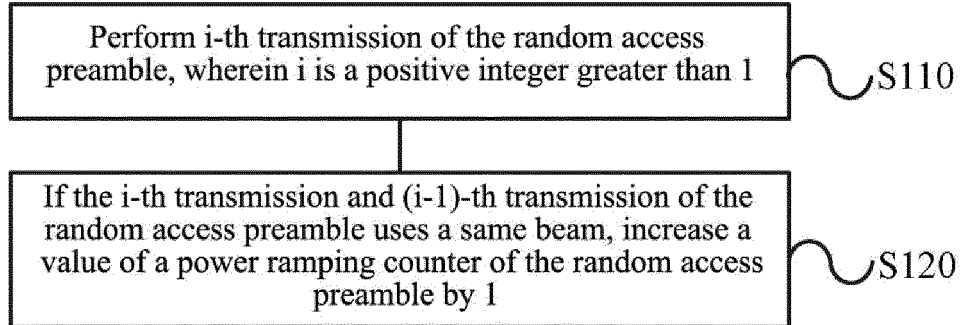 Perform i-th transmission of the random access
preamble, wherein i is a positive integer greater than 1
S110
If the i-th transmission and (i-1)-th transmission of the
random access preamble uses a same beam, increase a
value of a power ramping counter of the random access
preamble by 1
S120